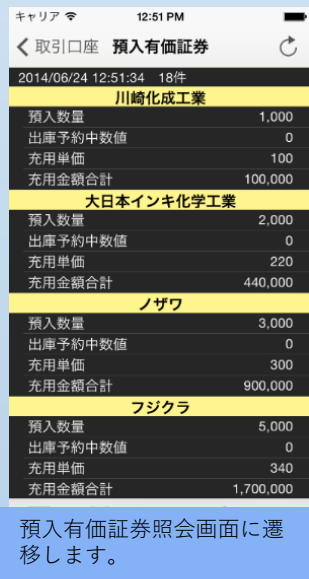 キャリア 12:51 PM
取引口座 預入有価証券
2014/06/24 12:51:34 18件
川崎化成工業
預入数量 1,000
出庫予約中数値 0
充用単価 100
充用金額合計 100,000
大日本インキ化学工業
預入数量 2,000
出庫予約中数値 0
充用単価 220
充用金額合計 440,000
ノザワ
預入数量 3,000
出庫予約中数値 0
充用単価 300
充用金額合計 900,000
フジクラ
預入数量 5,000
出庫予約中数値 0
充用単価 340
充用金額合計 1,700,000
預入有価証券照会画面に遷
移します。